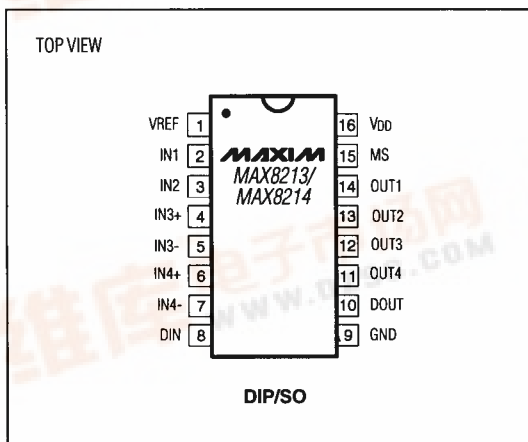 TOP VIEW
VREF 1
IN1 2
IN2 3
IN3+ 4
IN3- 5
IN4+ 6
IN4- 7
DIN 8
MAXIM
MAX8213/
MAX8214
16 VDD
15 MS
14 OUT1
13 OUT2
12 OUT3
11 OUT4
10 DOUT
9 GND
DIP/SO